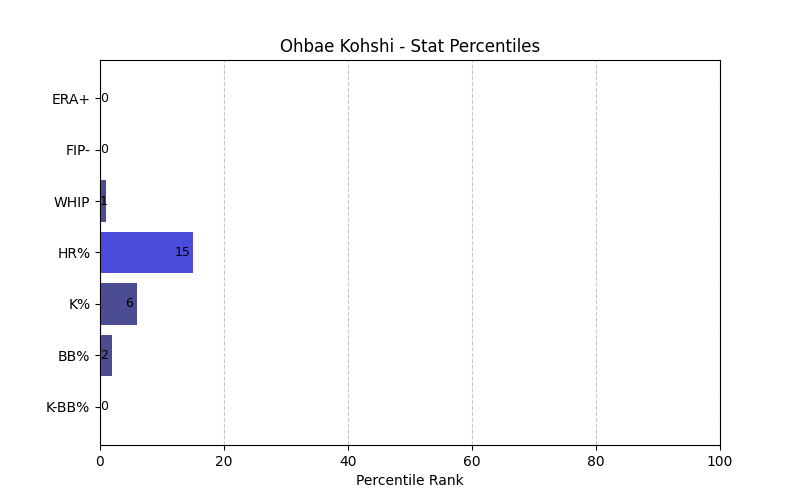 Ohbae Kohshi - Stat Percentiles
ERA+ 0
FIP- 0
WHIP 1
HR% 15
K% 6
BB% 2
K-BB% 0
0 20 40 60 80 100
Percentile Rank